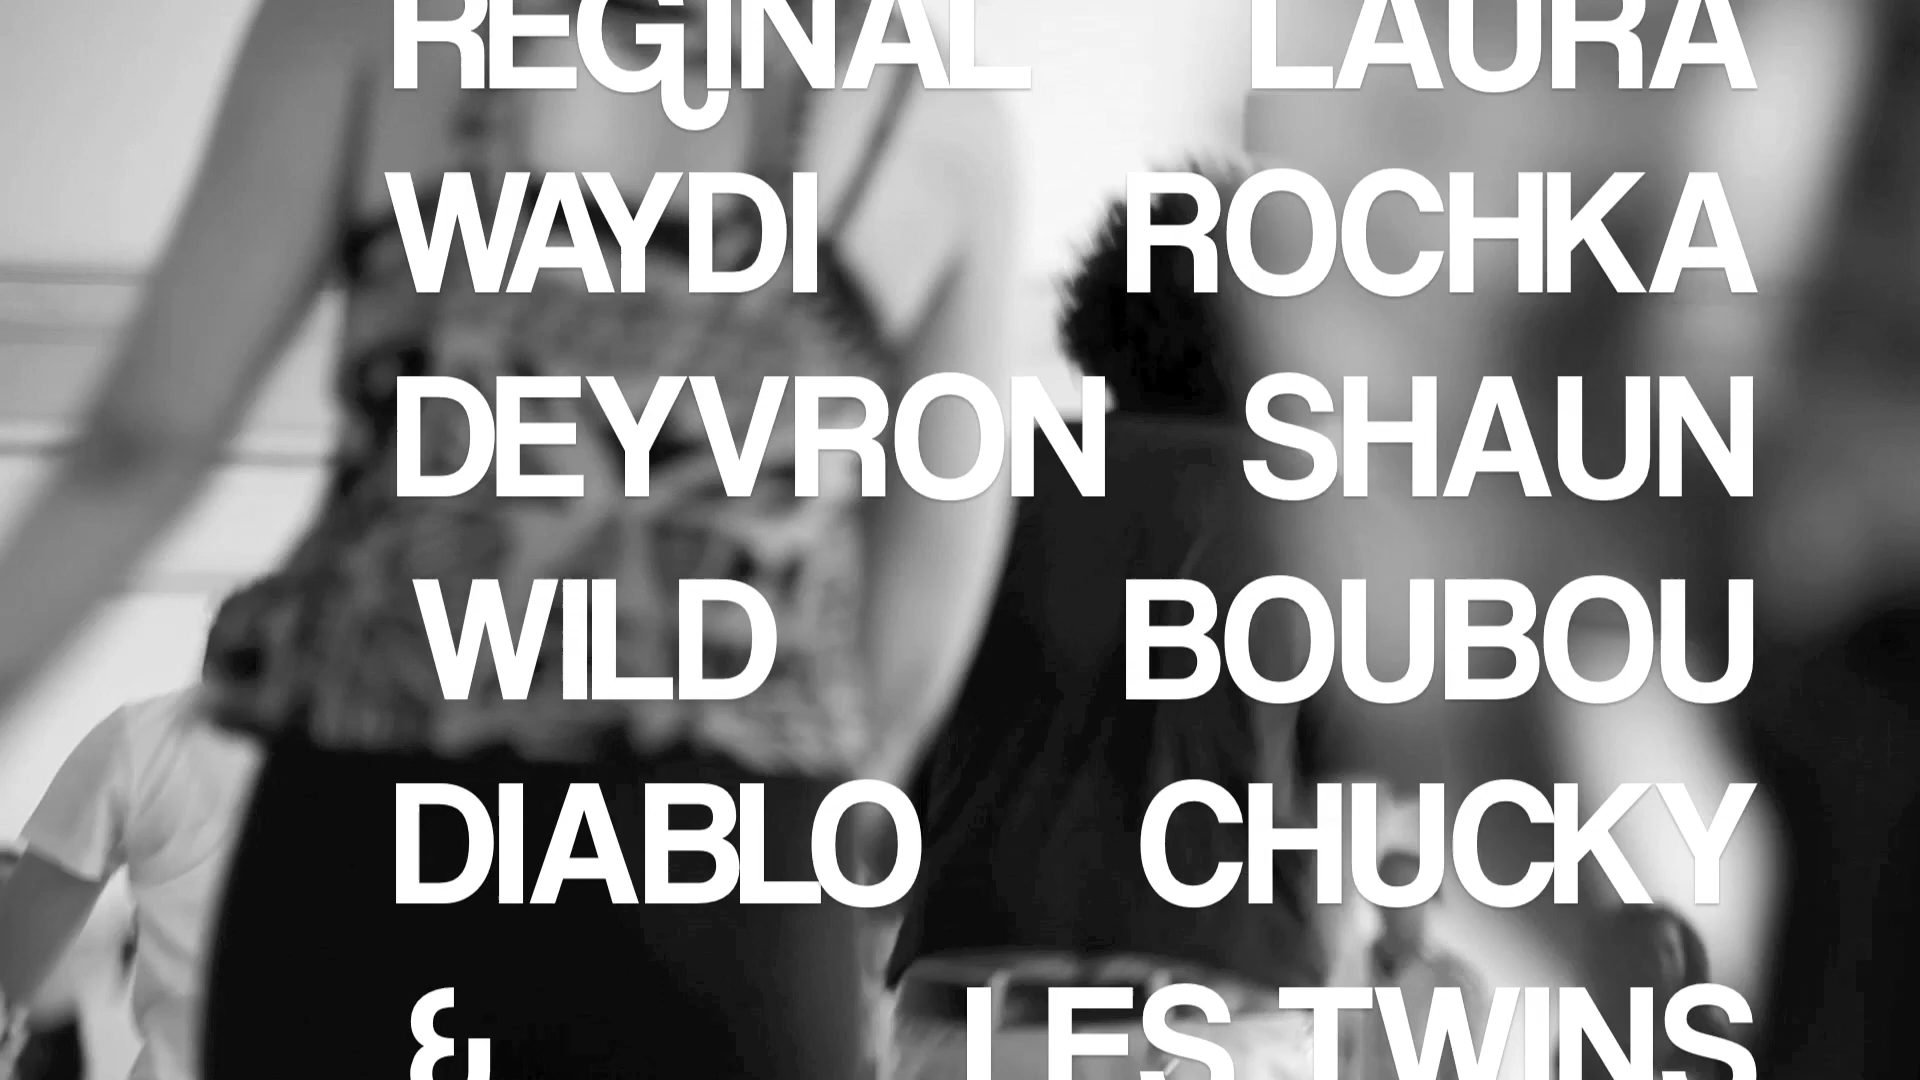 REGINAL LAURA
WAYDI ROCHKA
DEYVRON SHAUN
WILD BOUBOU
DIABLO CHUCKY
& LES TWINS